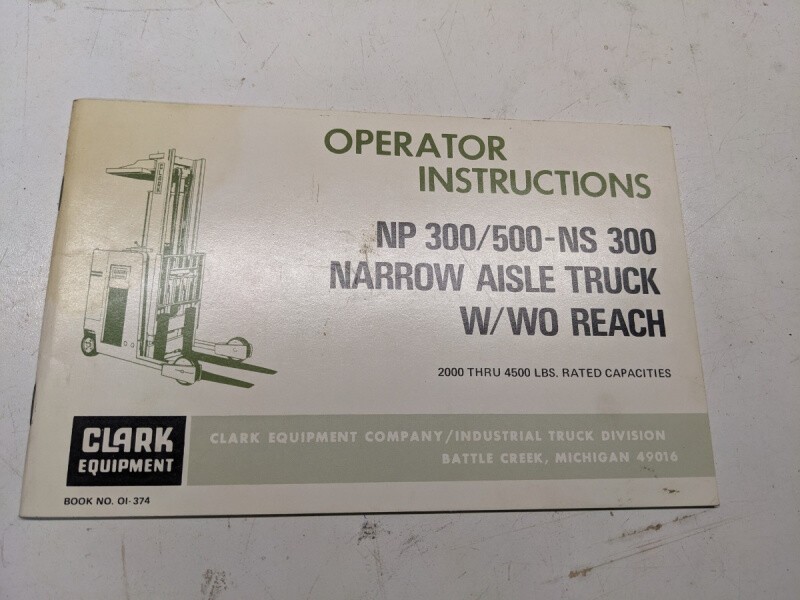 OPERATOR
INSTRUCTIONS
NP 300/500-NS 300
NARROW AISLE TRUCK
W/WO REACH
2000 THRU 4500 LBS. RATED CAPACITIES
CLARK
EQUIPMENT
CLARK EQUIPMENT COMPANY/INDUSTRIAL TRUCK DIVISION
BATTLE CREEK, MICHIGAN 49016
BOOK NO. OI-374